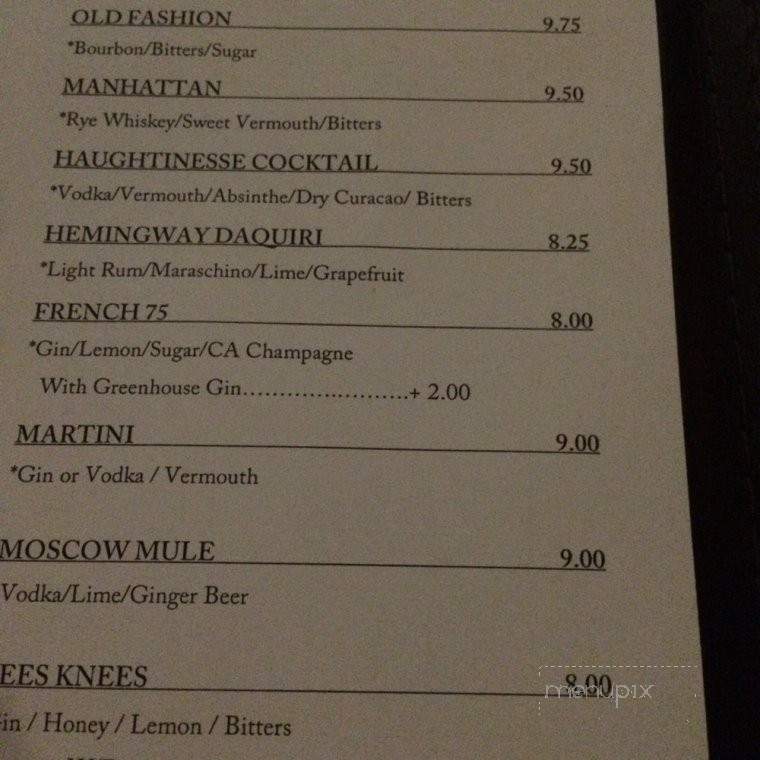 OLD FASHION 9.75
*Bourbon/Bitters/Sugar
MANHATTAN 9.50
*Rye Whiskey/Sweet Vermouth/Bitters
HAUGHTINESSE COCKTAIL 9.50
*Vodka/Vermouth/Absinthe/Dry Curacao/ Bitters
HEMINGWAY DAQUIRI 8.25
*Light Rum/Maraschino/Lime/Grapefruit
FRENCH 75 8.00
*Gin/Lemon/Sugar/CA Champagne
With Greenhouse Gin.......................+ 2.00
MARTINI 9.00
*Gin or Vodka / Vermouth
MOSCOW MULE 9.00
Vodka/Lime/Ginger Beer
EES KNEES 8.00
in / Honey / Lemon / Bitters
menupix